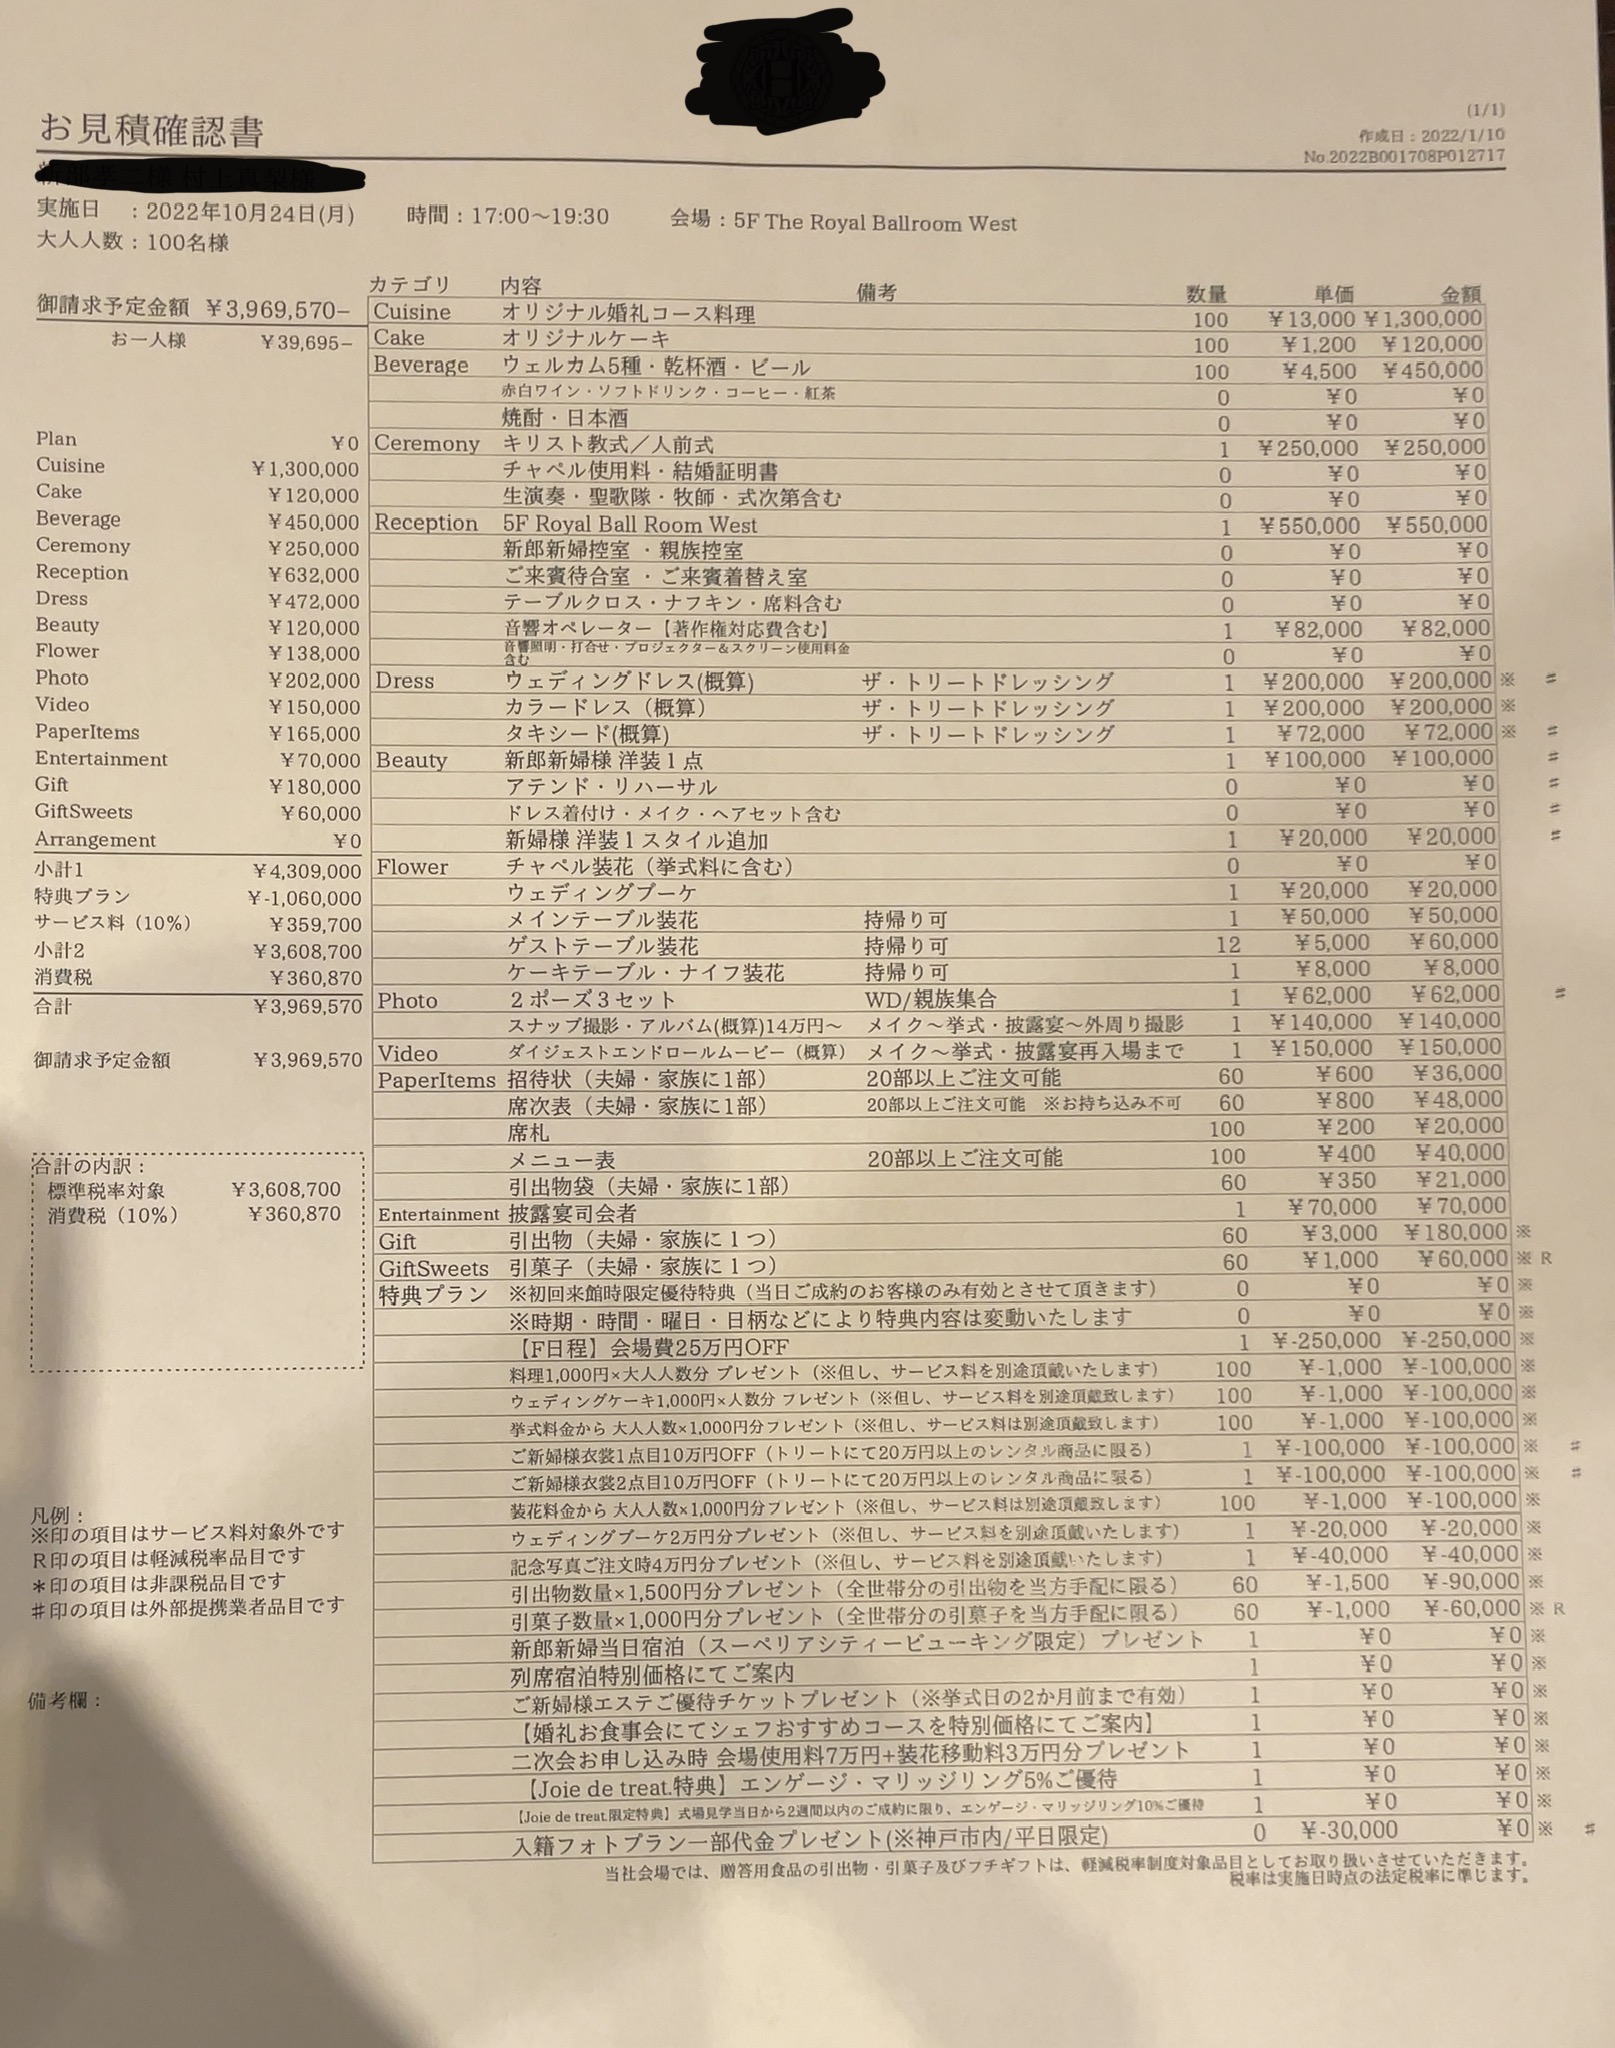 お見積確認書
(1/1)
作成日：2022/1/10
No.2022B001708P012717
実施日　：2022年10月24日(月)　時間：17:00～19:30　会場：5F The Royal Ballroom West
大人人数：100名様
御請求予定金額 ¥3,969,570−
お一人様 ¥39,695−
Plan ¥0
Cuisine ¥1,300,000
Cake ¥120,000
Beverage ¥450,000
Ceremony ¥250,000
Reception ¥632,000
Dress ¥472,000
Beauty ¥120,000
Flower ¥138,000
Photo ¥202,000
Video ¥150,000
PaperItems ¥165,000
Entertainment ¥70,000
Gift ¥180,000
GiftSweets ¥60,000
Arrangement ¥0
小計1 ¥4,309,000
特典プラン ¥-1,060,000
サービス料（10%） ¥359,700
小計2 ¥3,608,700
消費税 ¥360,870
合計 ¥3,969,570
御請求予定金額 ¥3,969,570
合計の内訳：
標準税率対象 ¥3,608,700
消費税（10%） ¥360,870
凡例：
※印の項目はサービス料対象外です
R印の項目は軽減税率品目です
＊印の項目は非課税品目です
♯印の項目は外部提携業者品目です
備考欄：
カテゴリ 内容 備考 数量 単価 金額
Cuisine オリジナル婚礼コース料理 100 ¥13,000 ¥1,300,000
Cake オリジナルケーキ 100 ¥1,200 ¥120,000
Beverage ウェルカム5種・乾杯酒・ビール 100 ¥4,500 ¥450,000
赤白ワイン・ソフトドリンク・コーヒー・紅茶 0 ¥0 ¥0
焼酎・日本酒 0 ¥0 ¥0
Ceremony キリスト教式／人前式 1 ¥250,000 ¥250,000
チャペル使用料・結婚証明書 0 ¥0 ¥0
生演奏・聖歌隊・牧師・式次第含む 0 ¥0 ¥0
Reception 5F Royal Ball Room West 1 ¥550,000 ¥550,000
新郎新婦控室 ・親族控室 0 ¥0 ¥0
ご来賓待合室 ・ご来賓着替え室 0 ¥0 ¥0
テーブルクロス・ナフキン・席料含む 0 ¥0 ¥0
音響オペレーター【著作権対応費含む】 1 ¥82,000 ¥82,000
音響照明・打合せ・プロジェクター＆スクリーン使用料金
含む 0 ¥0 ¥0
Dress ウェディングドレス(概算) ザ・トリートドレッシング 1 ¥200,000 ¥200,000 ※ ♯
カラードレス（概算） ザ・トリートドレッシング 1 ¥200,000 ¥200,000 ※
タキシード(概算) ザ・トリートドレッシング 1 ¥72,000 ¥72,000 ※ ♯
Beauty 新郎新婦様 洋装1点 1 ¥100,000 ¥100,000 ♯
アテンド・リハーサル 0 ¥0 ¥0 ♯
ドレス着付け・メイク・ヘアセット含む 0 ¥0 ¥0 ♯
新婦様 洋装1スタイル追加 1 ¥20,000 ¥20,000 ♯
Flower チャペル装花（挙式料に含む） 0 ¥0 ¥0
ウェディングブーケ 1 ¥20,000 ¥20,000
メインテーブル装花 持帰り可 1 ¥50,000 ¥50,000
ゲストテーブル装花 持帰り可 12 ¥5,000 ¥60,000
ケーキテーブル・ナイフ装花 持帰り可 1 ¥8,000 ¥8,000
Photo 2ポーズ3セット WD/親族集合 1 ¥62,000 ¥62,000 ♯
スナップ撮影・アルバム(概算)14万円～ メイク～挙式・披露宴～外周り撮影 1 ¥140,000 ¥140,000
Video ダイジェストエンドロールムービー（概算） メイク～挙式・披露宴再入場まで 1 ¥150,000 ¥150,000
PaperItems 招待状（夫婦・家族に1部） 20部以上ご注文可能 60 ¥600 ¥36,000
席次表（夫婦・家族に1部） 20部以上ご注文可能　※お持ち込み不可 60 ¥800 ¥48,000
席札 100 ¥200 ¥20,000
メニュー表 20部以上ご注文可能 100 ¥400 ¥40,000
引出物袋（夫婦・家族に1部） 60 ¥350 ¥21,000
Entertainment 披露宴司会者 1 ¥70,000 ¥70,000
Gift 引出物（夫婦・家族に1つ） 60 ¥3,000 ¥180,000 ※
GiftSweets 引菓子（夫婦・家族に1つ） 60 ¥1,000 ¥60,000 ※ R
特典プラン ※初回来館時限定優待特典（当日ご成約のお客様のみ有効とさせて頂きます） 0 ¥0 ¥0 ※
※時期・時間・曜日・日柄などにより特典内容は変動いたします 0 ¥0 ¥0 ※
【F日程】会場費25万円OFF 1 ¥-250,000 ¥-250,000 ※
料理1,000円×大人人数分 プレゼント（※但し、サービス料を別途頂戴いたします） 100 ¥-1,000 ¥-100,000 ※
ウェディングケーキ1,000円×人数分 プレゼント（※但し、サービス料を別途頂戴致します） 100 ¥-1,000 ¥-100,000 ※
挙式料金から 大人人数×1,000円分プレゼント（※但し、サービス料は別途頂戴致します） 100 ¥-1,000 ¥-100,000 ※
ご新婦様衣裳1点目10万円OFF（トリートにて20万円以上のレンタル商品に限る） 1 ¥-100,000 ¥-100,000 ※ ♯
ご新婦様衣裳2点目10万円OFF（トリートにて20万円以上のレンタル商品に限る） 1 ¥-100,000 ¥-100,000 ※ ♯
装花料金から 大人人数×1,000円分プレゼント（※但し、サービス料は別途頂戴致します） 100 ¥-1,000 ¥-100,000 ※
ウェディングブーケ2万円分プレゼント（※但し、サービス料を別途頂戴いたします） 1 ¥-20,000 ¥-20,000 ※
記念写真ご注文時4万円分プレゼント（※但し、サービス料を別途頂戴いたします） 1 ¥-40,000 ¥-40,000 ※
引出物数量×1,500円分プレゼント（全世帯分の引出物を当方手配に限る） 60 ¥-1,500 ¥-90,000 ※
引菓子数量×1,000円分プレゼント（全世帯分の引菓子を当方手配に限る） 60 ¥-1,000 ¥-60,000 ※ R
新郎新婦当日宿泊（スーペリアシティービューキング限定）プレゼント 1 ¥0 ¥0 ※
列席宿泊特別価格にてご案内 1 ¥0 ¥0 ※
ご新婦様エステご優待チケットプレゼント（※挙式日の2か月前まで有効） 1 ¥0 ¥0 ※
【婚礼お食事会にてシェフおすすめコースを特別価格にてご案内】 1 ¥0 ¥0 ※
二次会お申し込み時 会場使用料7万円+装花移動料3万円分プレゼント 1 ¥0 ¥0 ※
【Joie de treat.特典】エンゲージ・マリッジリング5%ご優待 1 ¥0 ¥0 ※
【Joie de treat.限定特典】式場見学当日から2週間以内のご成約に限り、エンゲージ・マリッジリング10%ご優待 1 ¥0 ¥0 ※
入籍フォトプラン一部代金プレゼント(※神戸市内/平日限定) 0 ¥-30,000 ¥0 ※ ♯
当社会場では、贈答用食品の引出物・引菓子及びプチギフトは、軽減税率制度対象品目としてお取り扱いさせていただきます。
税率は実施日時点の法定税率に準じます。